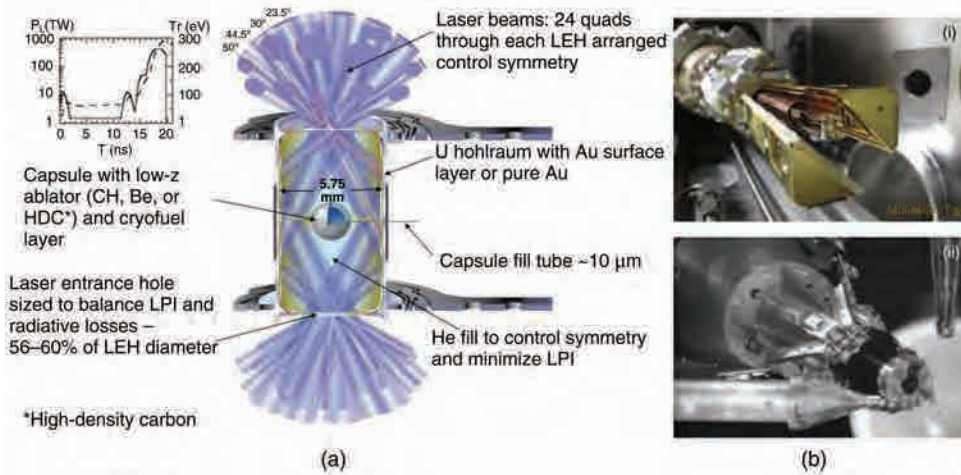 P_L(TW) Tr (eV)
1000 300
100 200
10 100
1 0
0 5 10 15 20
T (ns)
23.5°
30°
44.5°
50°
Laser beams: 24 quads
through each LEH arranged
control symmetry
Capsule with low-z
ablator (CH, Be, or
HDC*) and cryofuel
layer
5.75
mm
U hohlraum with Au surface
layer or pure Au
Capsule fill tube ~10 μm
Laser entrance hole
sized to balance LPI and
radiative losses –
56–60% of LEH diameter
He fill to control symmetry
and minimize LPI
*High-density carbon
(a)
(i)
(ii)
(b)